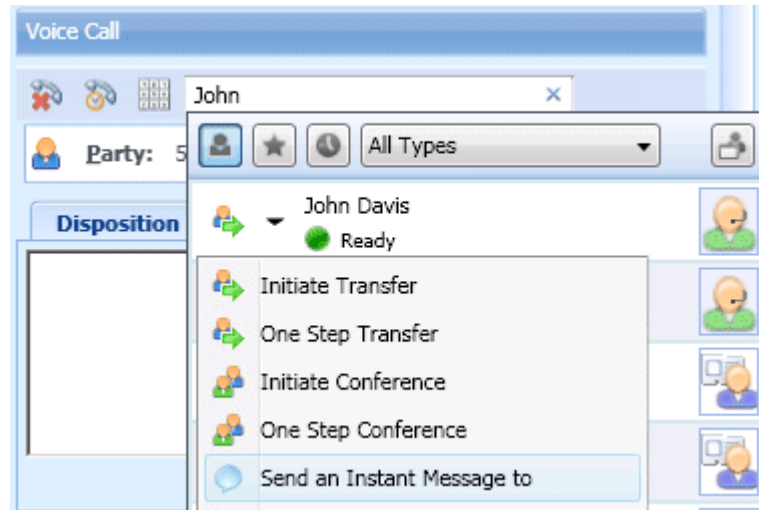 Voice Call
John
Party: 5
All Types
Disposition
John Davis
Ready
Initiate Transfer
One Step Transfer
Initiate Conference
One Step Conference
Send an Instant Message to